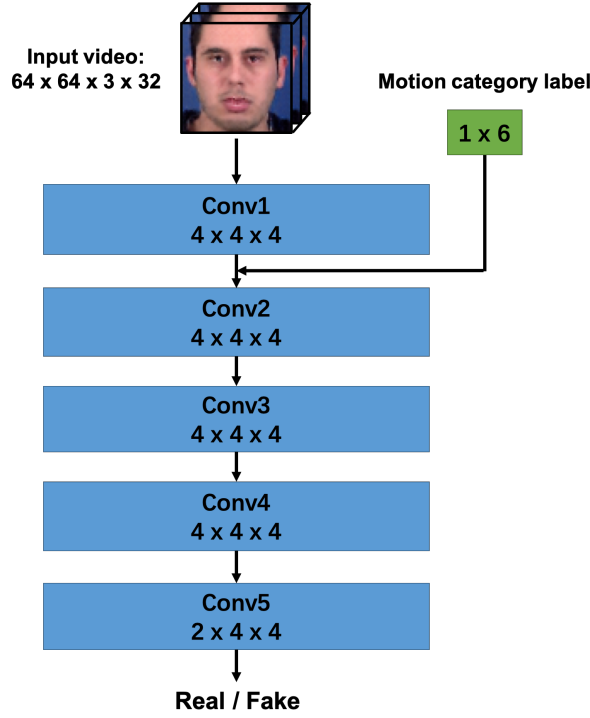 Input video:
64 x 64 x 3 x 32
Motion category label
1 x 6
Conv1
4 x 4 x 4
Conv2
4 x 4 x 4
Conv3
4 x 4 x 4
Conv4
4 x 4 x 4
Conv5
2 x 4 x 4
Real / Fake